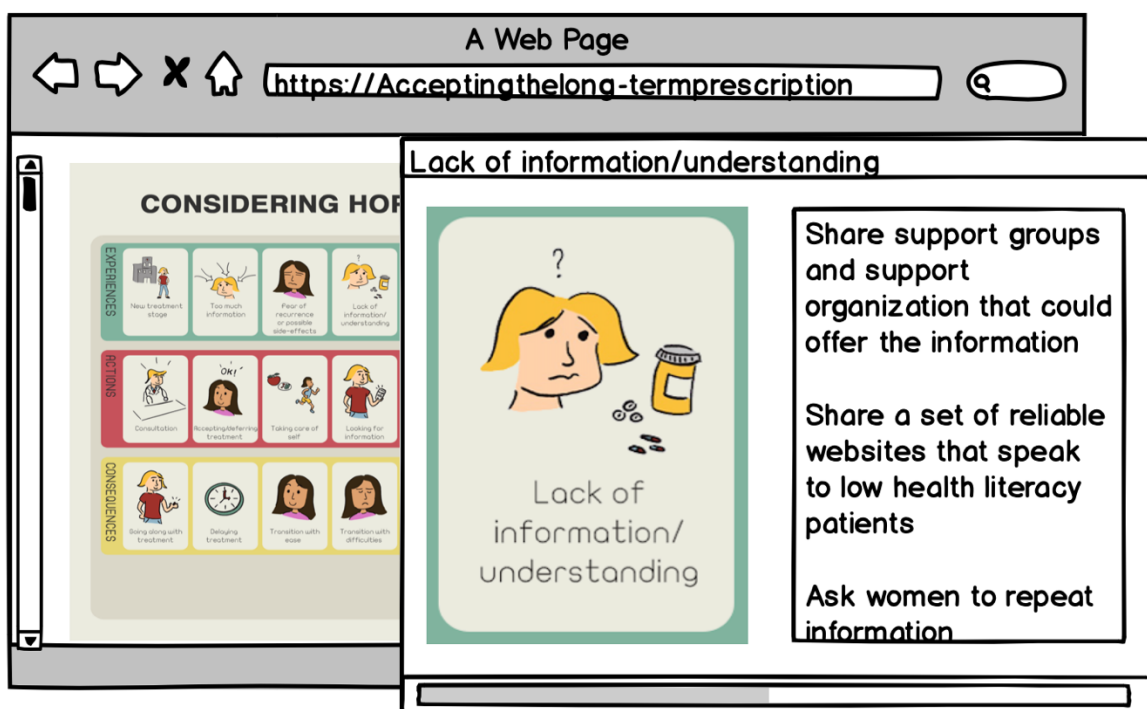 A Web Page
https://Acceptingthelong-termprescription
CONSIDERING HOR
EXPERIENCES
New treatment
stage
Too much
information
Fear of
recurrence
or possible
side-effects
?
Lack of
information/
understanding
ACTIONS
Consultation
'OK!'
Accepting/deferring
treatment
Taking care of
self
Looking for
information
CONSEQUENCES
Going along with
treatment
Delaying
treatment
Transition with
ease
Transition with
difficulties
Lack of information/understanding
?
Lack of
information/
understanding
Share support groups
and support
organization that could
offer the information
Share a set of reliable
websites that speak
to low health literacy
patients
Ask women to repeat
information